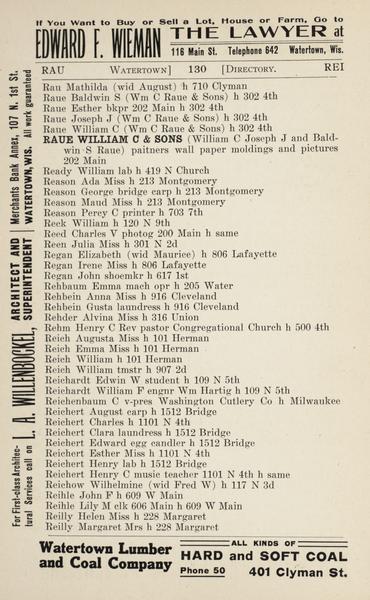 If You Want to Buy or Sell a Lot, House or Farm, Go to
EDWARD F. WIEMAN THE LAWYER at
116 Main St. Telephone 642 Watertown, Wis.
RAU WATERTOWN] 130 [DIRECTORY. REI
Rau Mathilda (wid August) h 710 Clyman
Raue Baldwin S (Wm C Raue & Sons) h 302 4th
Raue Esther bkpr 202 Main h 302 4th
Raue Joseph J (Wm C Raue & Sons) h 302 4th
Raue William C (Wm C Raue & Sons) h 302 4th
RAUE WILLIAM C & SONS (William C Joseph J and Bald-
win S Raue) paitners wall paper moldings and pictures
202 Main
Ready William lab h 419 N Church
Reason Ada Miss h 213 Montgomery
Reason George bridge carp h 213 Montgomery
Reason Maud Miss h 213 Montgomery
Reason Perey C printer h 703 7th
Reek William h 120 N 9th
Reed Charles V photog 200 Main h same
Reen Julia Miss h 301 N 2d
Regan Elizabeth (wid Maurice) h 806 Lafayette
Regan Irene Miss h 806 Lafayette
Regan John shoemkr h 617 1st
Rehbaum Emma mach opr h 205 Water
Rehbein Anna Miss h 916 Cleveland
Rehbein Gusta laundress h 916 Cleveland
Rehder Alvina Miss h 316 Union
Rehm Henry C Rev pastor Congregational Church h 500 4th
Reich Augusta Miss h 101 Herman
Reich Emma Miss h 101 Herman
Reich William h 101 Herman
Reich William tmstr h 907 2d
Reichardt Edwin W student h 109 N 5th
Reichardt William F engnr Wm Hartig h 109 N 5th
Reichenbaum C v-pres Washington Cutlery Co h Milwaukee
Reichert August carp h 1512 Bridge
Reichert Charles h 1101 N 4th
Reichert Clara laundress h 1512 Bridge
Reichert Edward egg candler h 1512 Bridge
Reichert Esther Miss h 1101 N 4th
Reichert Henry lab h 1512 Bridge
Reichert Henry C music teacher 1101 N 4th h same
Reichow Wilhelmine (wid Fred W) h 117 N 3d
Reihle John F h 609 W Main
Reihle Lily M clk 606 Main h 609 W Main
Reilly Helen Miss h 228 Margaret
Reilly Margaret Mrs h 228 Margaret
For First-class Architec-
tural Services call on L. A. WILLENBOCKEL, ARCHITECT AND
SUPERINTENDENT
Merchants Bank Annex, 107 N. 1st St.
WATERTOWN, WIS. All work guaranteed
Watertown Lumber
and Coal Company
ALL KINDS OF
HARD and SOFT COAL
Phone 50 401 Clyman St.